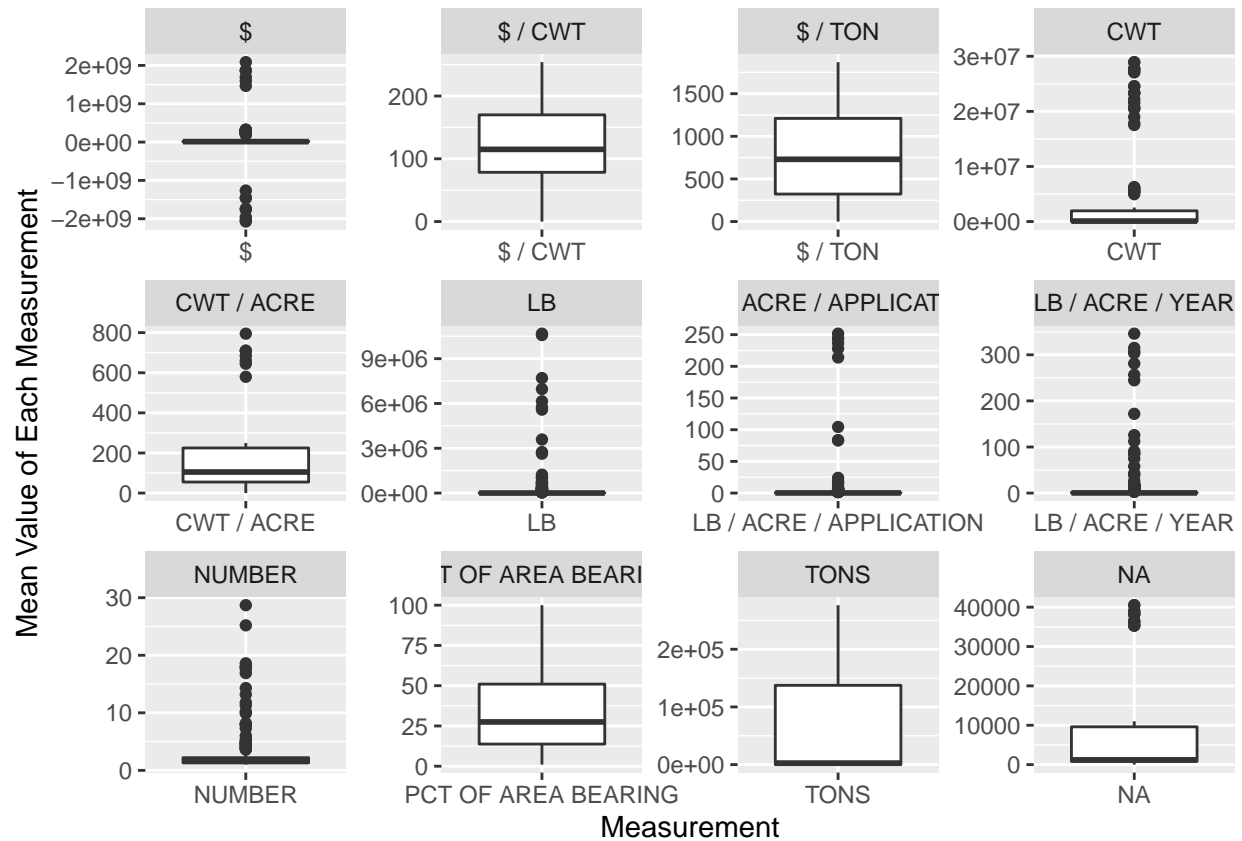 $
$ / CWT
$ / TON
CWT
2e+09
1e+09
0e+00
−1e+09
−2e+09
200
100
0
1500
1000
500
0
3e+07
2e+07
1e+07
0e+00
$
$ / CWT
$ / TON
CWT
Mean Value of Each Measurement
CWT / ACRE
LB
ACRE / APPLICAT
LB / ACRE / YEAR
800
600
400
200
0
9e+06
6e+06
3e+06
0e+00
250
200
150
100
50
0
300
200
100
0
CWT / ACRE
LB
LB / ACRE / APPLICATION
LB / ACRE / YEAR
NUMBER
T OF AREA BEARI
TONS
NA
30
20
10
0
100
75
50
25
0
2e+05
1e+05
0e+00
40000
30000
20000
10000
0
NUMBER
PCT OF AREA BEARING
TONS
NA
Measurement